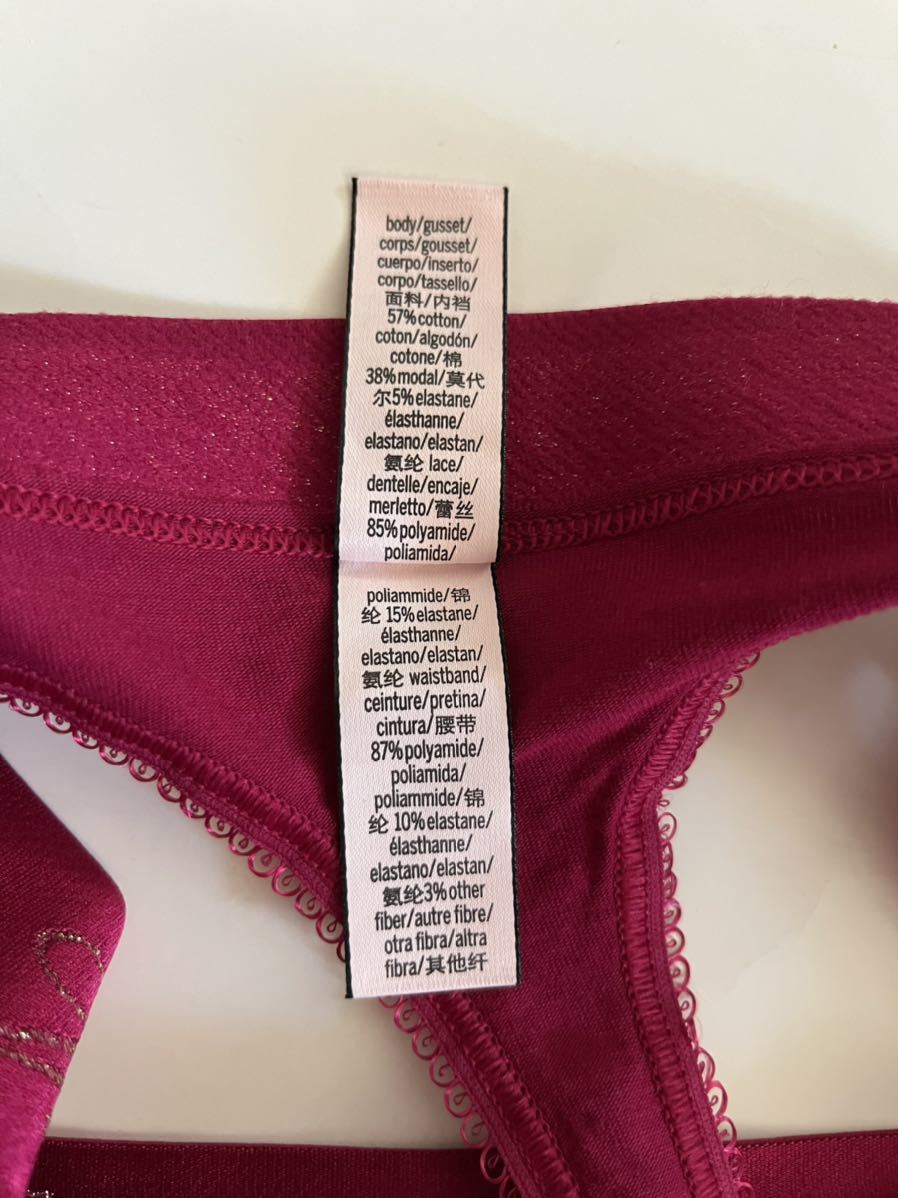 body/gusset/
corps/gousset/
cuerpo/inserto/
corpo/tassello/
面料/内裆
57% cotton/
coton/algodón/
cotone/棉
38% modal/莫代
尔5% elastane/
élasthanne/
elastano/elastan/
氨纶 lace/
dentelle/encaje/
merletto/蕾丝
85% polyamide/
poliamida/
poliammide/锦
纶 15% elastane/
élasthanne/
elastano/elastan/
氨纶 waistband/
ceinture/pretina/
cintura/腰带
87% polyamide/
poliamida/
poliammide/锦
纶 10% elastane/
élasthanne/
elastano/elastan/
氨纶3% other
fiber/autre fibre/
otra fibra/altra
fibra/其他纤